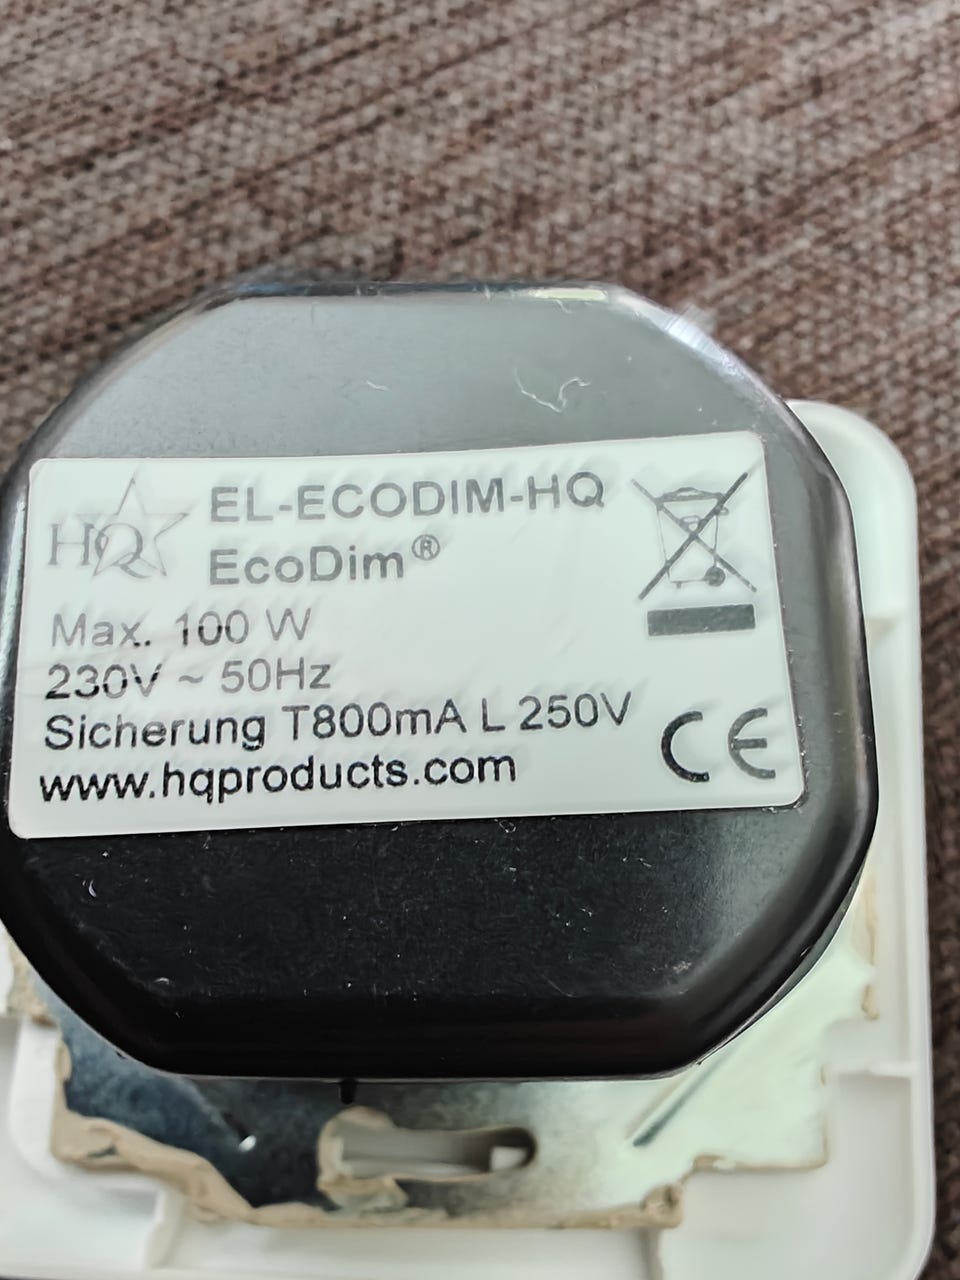 HQ
EL-ECODIM-HQ
EcoDim®
Max. 100 W
230V ~ 50Hz
Sicherung T800mA L 250V
www.hqproducts.com
CE